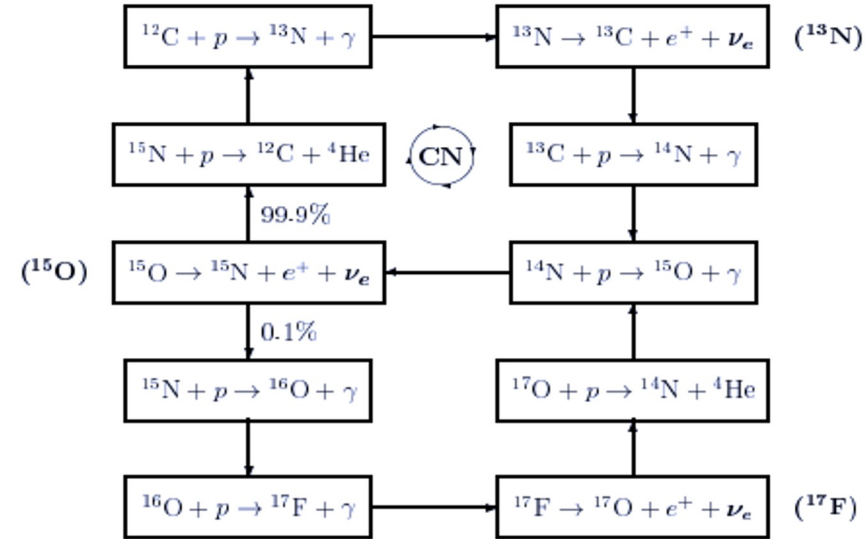 ¹²C + p → ¹³N + γ
¹³N → ¹³C + e⁺ + νₑ
(¹³N)
¹⁵N + p → ¹²C + ⁴He
CN
¹³C + p → ¹⁴N + γ
99.9%
(¹⁵O)
¹⁵O → ¹⁵N + e⁺ + νₑ
¹⁴N + p → ¹⁵O + γ
0.1%
¹⁵N + p → ¹⁶O + γ
¹⁷O + p → ¹⁴N + ⁴He
¹⁶O + p → ¹⁷F + γ
¹⁷F → ¹⁷O + e⁺ + νₑ
(¹⁷F)